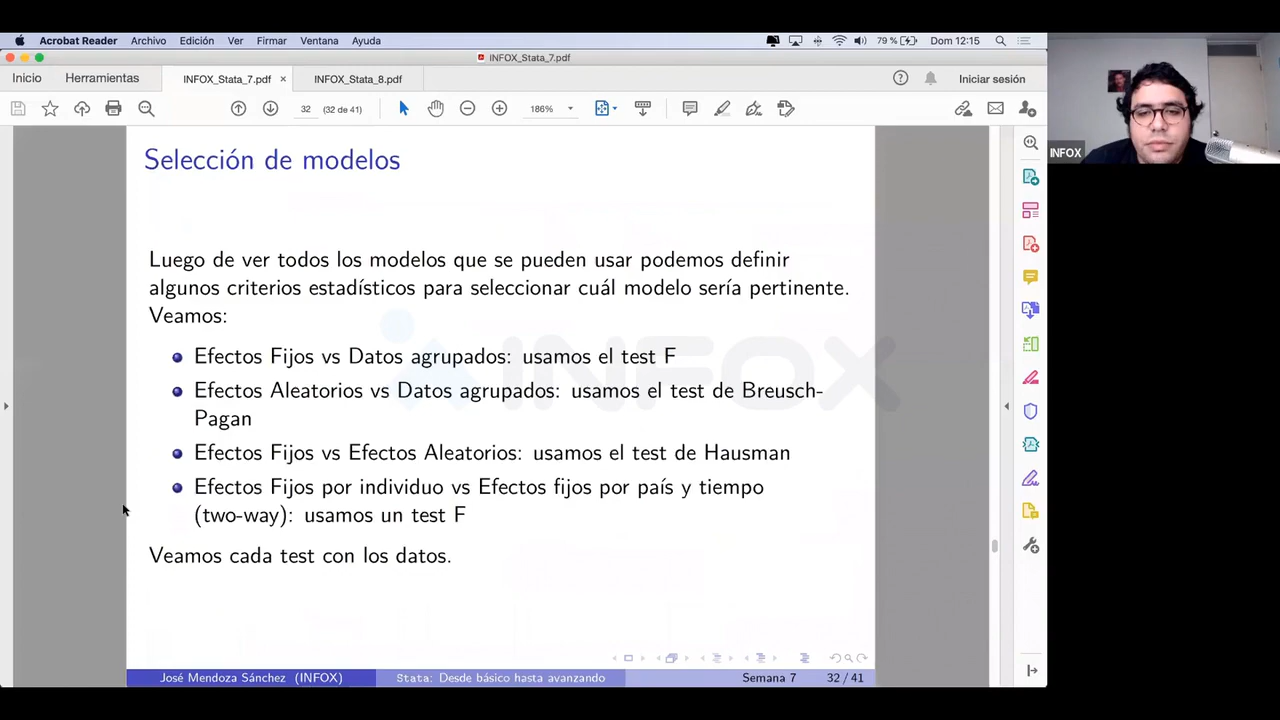 Acrobat Reader Archivo Edición Ver Firmar Ventana Ayuda 79 % Dom 12:15
INFOX_Stata_7.pdf
Inicio Herramientas INFOX_Stata_7.pdf × INFOX_Stata_8.pdf Iniciar sesión
32 (32 de 41) 186%
Selección de modelos
Luego de ver todos los modelos que se pueden usar podemos definir
algunos criterios estadísticos para seleccionar cuál modelo sería pertinente.
Veamos:
Efectos Fijos vs Datos agrupados: usamos el test F
Efectos Aleatorios vs Datos agrupados: usamos el test de Breusch-
Pagan
Efectos Fijos vs Efectos Aleatorios: usamos el test de Hausman
Efectos Fijos por individuo vs Efectos fijos por país y tiempo
(two-way): usamos un test F
Veamos cada test con los datos.
INFOX
José Mendoza Sánchez (INFOX) Stata: Desde básico hasta avanzando Semana 7 32 / 41
INFOX